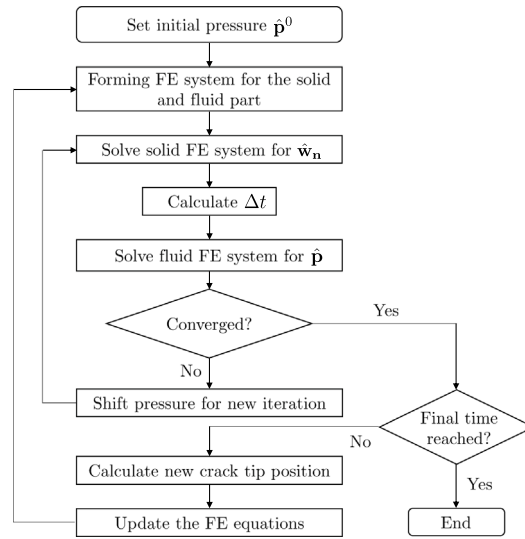 Set initial pressure p̂⁰
Forming FE system for the solid
and fluid part
Solve solid FE system for ŵₙ
Calculate Δt
Solve fluid FE system for p̂
Converged?
Yes
No
Shift pressure for new iteration
Final time
reached?
No
Calculate new crack tip position
Yes
Update the FE equations
End